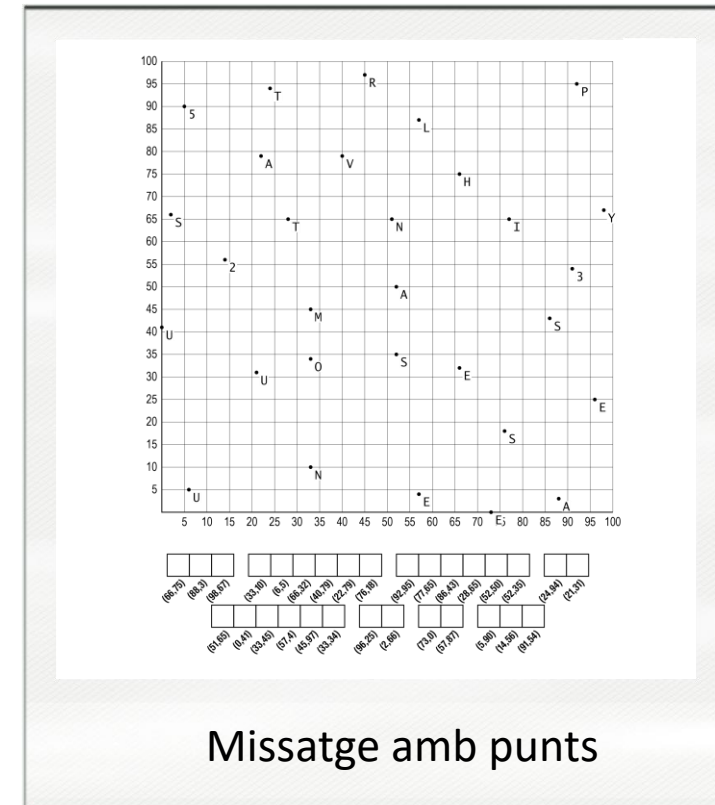 100
95
90
85
80
75
70
65
60
55
50
45
40
35
30
25
20
15
10
5
R
T
P
5
L
A
V
H
Y
S
T
N
I
2
3
A
M
S
U
O
S
E
U
E
S
N
U
E
A
E
5 10 15 20 25 30 35 40 45 50 55 60 65 70 75 80 85 90 95 100
(66,75) (88,3) (98,67) (33,10) (6,5) (66,32) (40,79) (22,79) (76,18) (92,95) (77,65) (86,43) (28,65) (52,50) (52,35) (24,94) (21,31)
(51,65) (0,41) (33,45) (57,4) (45,97) (33,34) (96,25) (2,66) (73,0) (57,87) (5,90) (14,56) (91,54)
Missatge amb punts